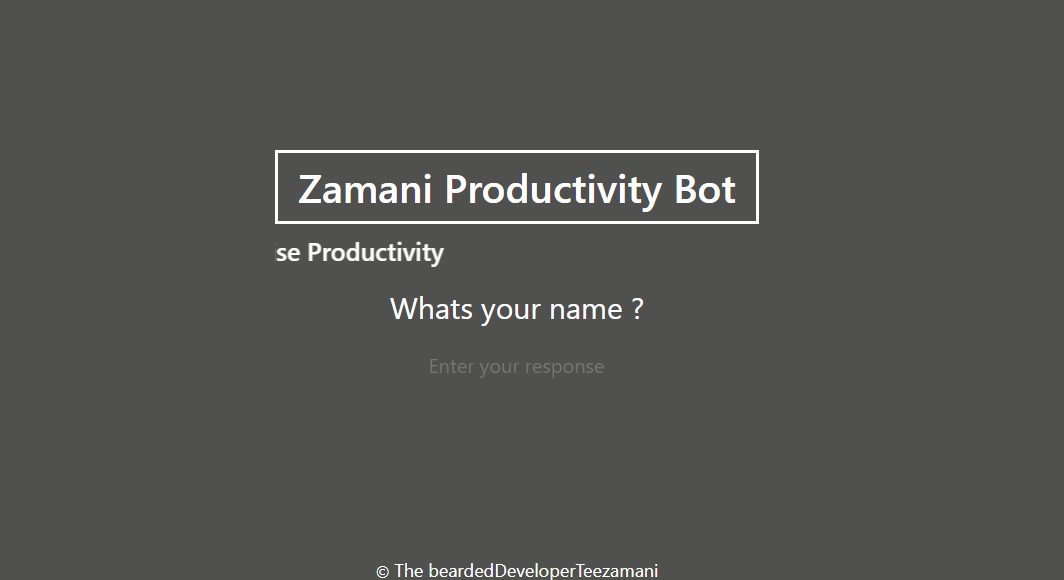 Zamani Productivity Bot
se Productivity
Whats your name ?
Enter your response
© The beardedDeveloperTeezamani